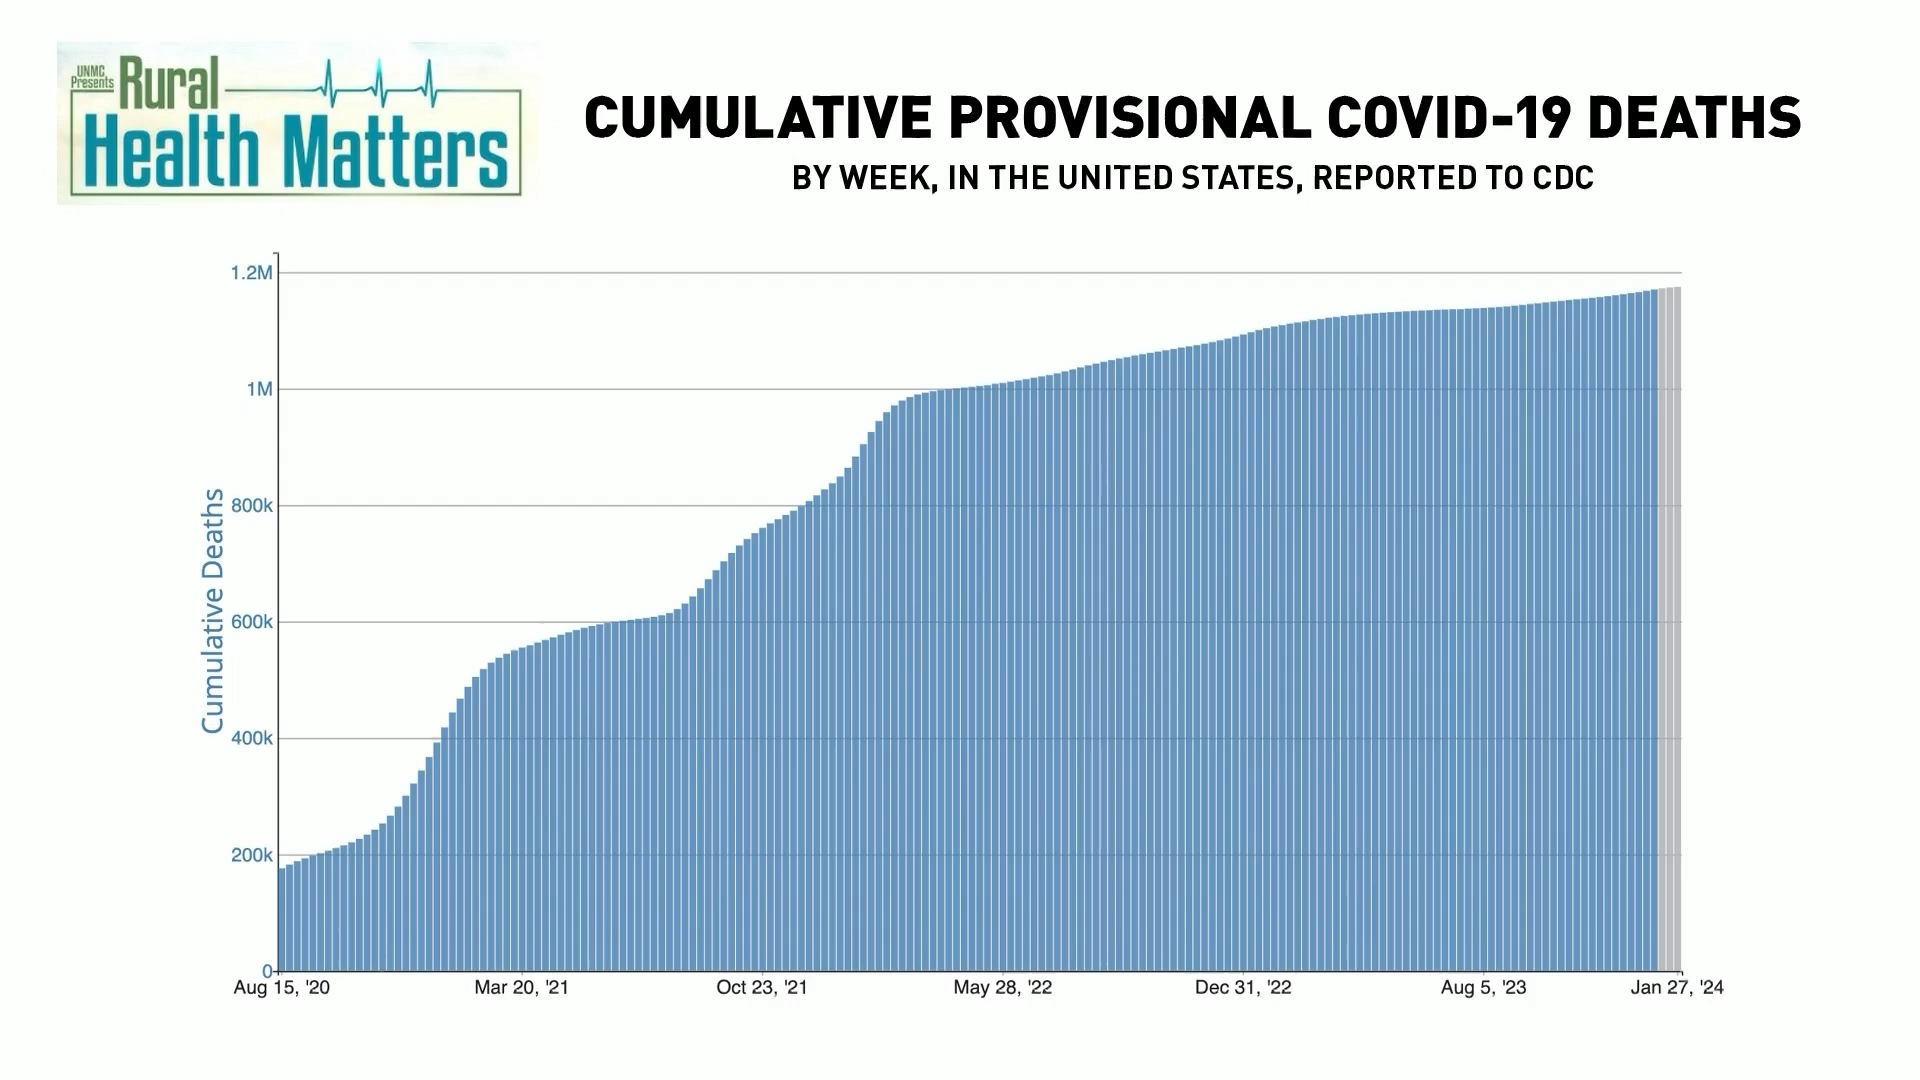 UNMC
Presents
Rural
Health Matters
CUMULATIVE PROVISIONAL COVID-19 DEATHS
BY WEEK, IN THE UNITED STATES, REPORTED TO CDC
1.2M
1M
800k
600k
400k
200k
0
Cumulative Deaths
Aug 15, '20
Mar 20, '21
Oct 23, '21
May 28, '22
Dec 31, '22
Aug 5, '23
Jan 27, '24